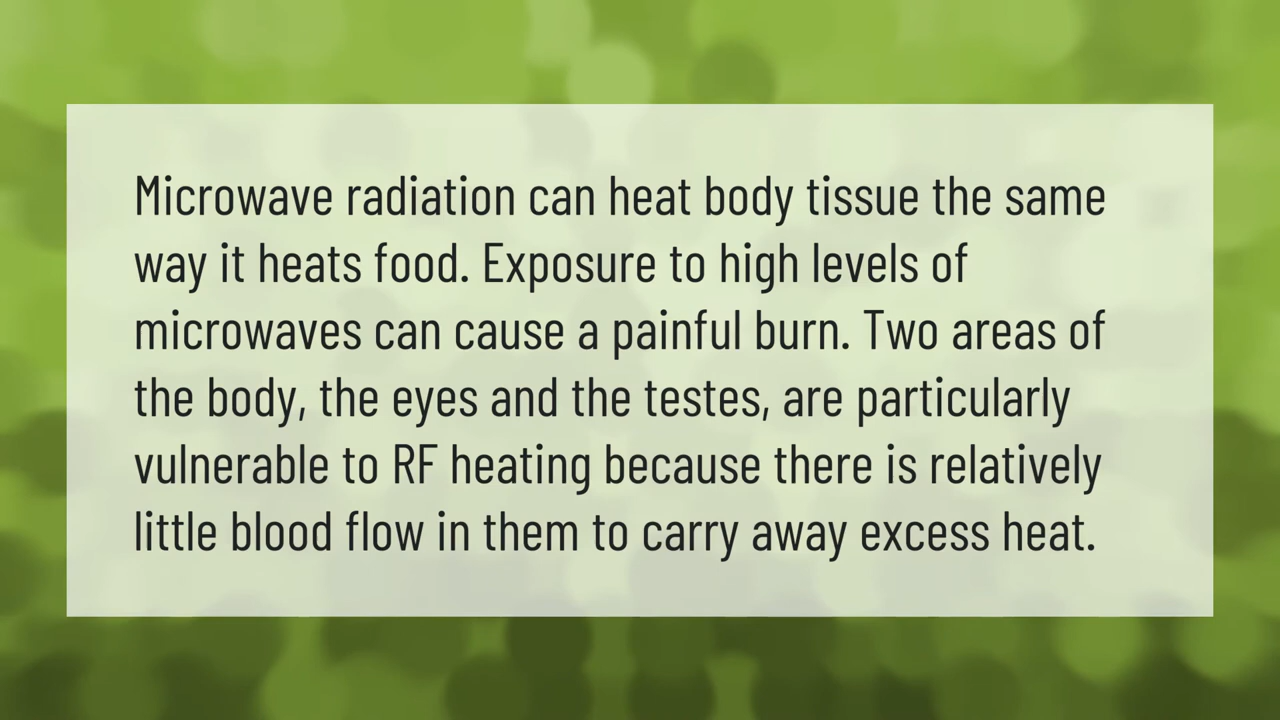 Microwave radiation can heat body tissue the same
way it heats food. Exposure to high levels of
microwaves can cause a painful burn. Two areas of
the body, the eyes and the testes, are particularly
vulnerable to RF heating because there is relatively
little blood flow in them to carry away excess heat.